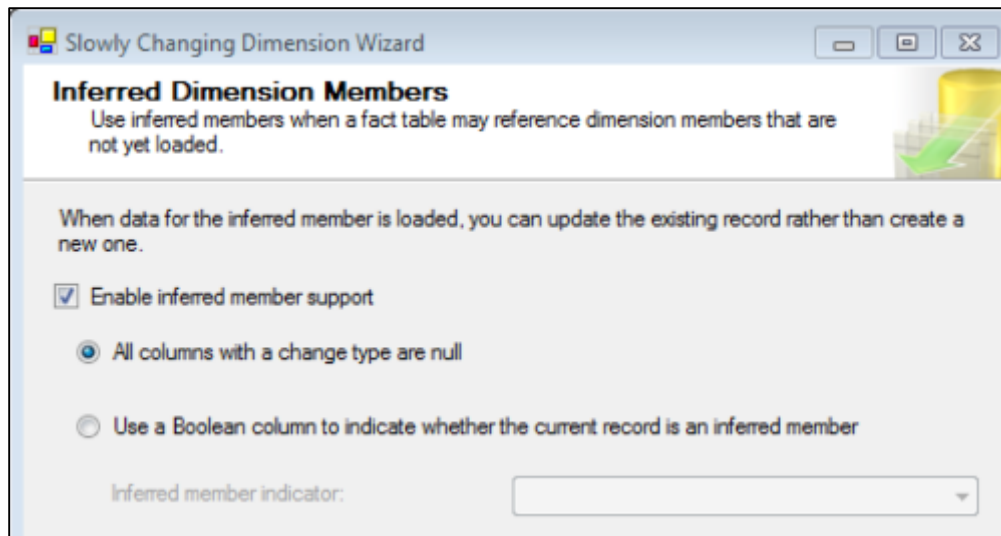 Slowly Changing Dimension Wizard
Inferred Dimension Members
Use inferred members when a fact table may reference dimension members that are
not yet loaded.
When data for the inferred member is loaded, you can update the existing record rather than create a
new one.
Enable inferred member support
All columns with a change type are null
Use a Boolean column to indicate whether the current record is an inferred member
Inferred member indicator: